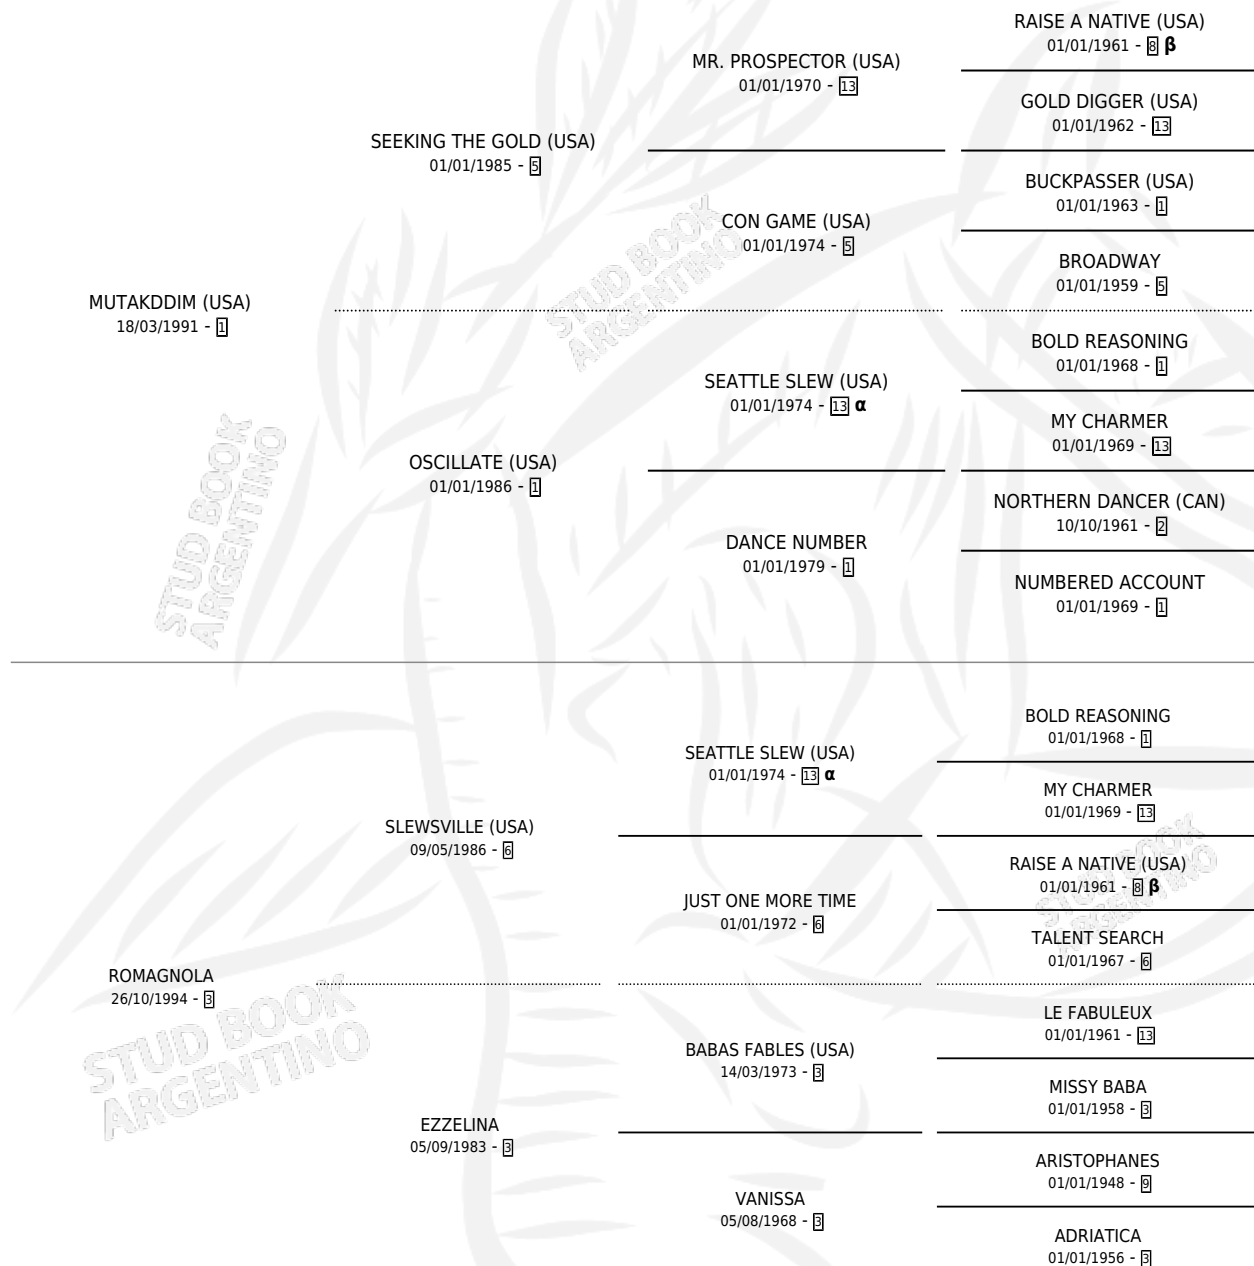 RAISE A NATIVE (USA)
01/01/1961 - 8 β
MR. PROSPECTOR (USA)
01/01/1970 - 13
GOLD DIGGER (USA)
01/01/1962 - 13
SEEKING THE GOLD (USA)
01/01/1985 - 5
BUCKPASSER (USA)
01/01/1963 - 1
CON GAME (USA)
01/01/1974 - 5
BROADWAY
01/01/1959 - 5
MUTAKDDIM (USA)
18/03/1991 - 1
BOLD REASONING
01/01/1968 - 1
SEATTLE SLEW (USA)
01/01/1974 - 13 α
MY CHARMER
01/01/1969 - 13
OSCILLATE (USA)
01/01/1986 - 1
NORTHERN DANCER (CAN)
10/10/1961 - 2
DANCE NUMBER
01/01/1979 - 1
NUMBERED ACCOUNT
01/01/1969 - 1
BOLD REASONING
01/01/1968 - 1
SEATTLE SLEW (USA)
01/01/1974 - 13 α
MY CHARMER
01/01/1969 - 13
SLEWSVILLE (USA)
09/05/1986 - 6
RAISE A NATIVE (USA)
01/01/1961 - 8 β
JUST ONE MORE TIME
01/01/1972 - 6
TALENT SEARCH
01/01/1967 - 6
ROMAGNOLA
26/10/1994 - 3
LE FABULEUX
01/01/1961 - 13
BABAS FABLES (USA)
14/03/1973 - 3
MISSY BABA
01/01/1958 - 3
EZZELINA
05/09/1983 - 3
ARISTOPHANES
01/01/1948 - 9
VANISSA
05/08/1968 - 3
ADRIATICA
01/01/1956 - 3
STUD BOOK
ARGENTINO
STUD BOOK
ARGENTINO
STUD BOOK
ARGENTINO
STUD BOOK
ARGENTINO